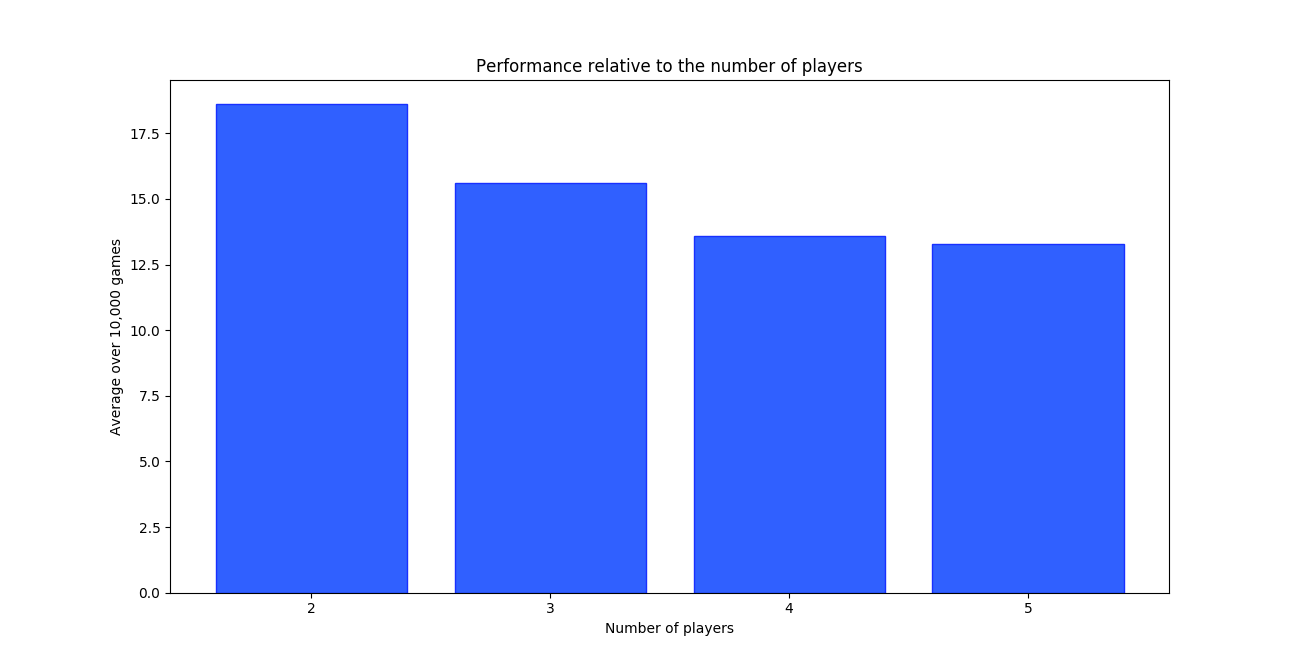 Performance relative to the number of players
Average over 10,000 games
17.5
15.0
12.5
10.0
7.5
5.0
2.5
0.0
2 3 4 5
Number of players